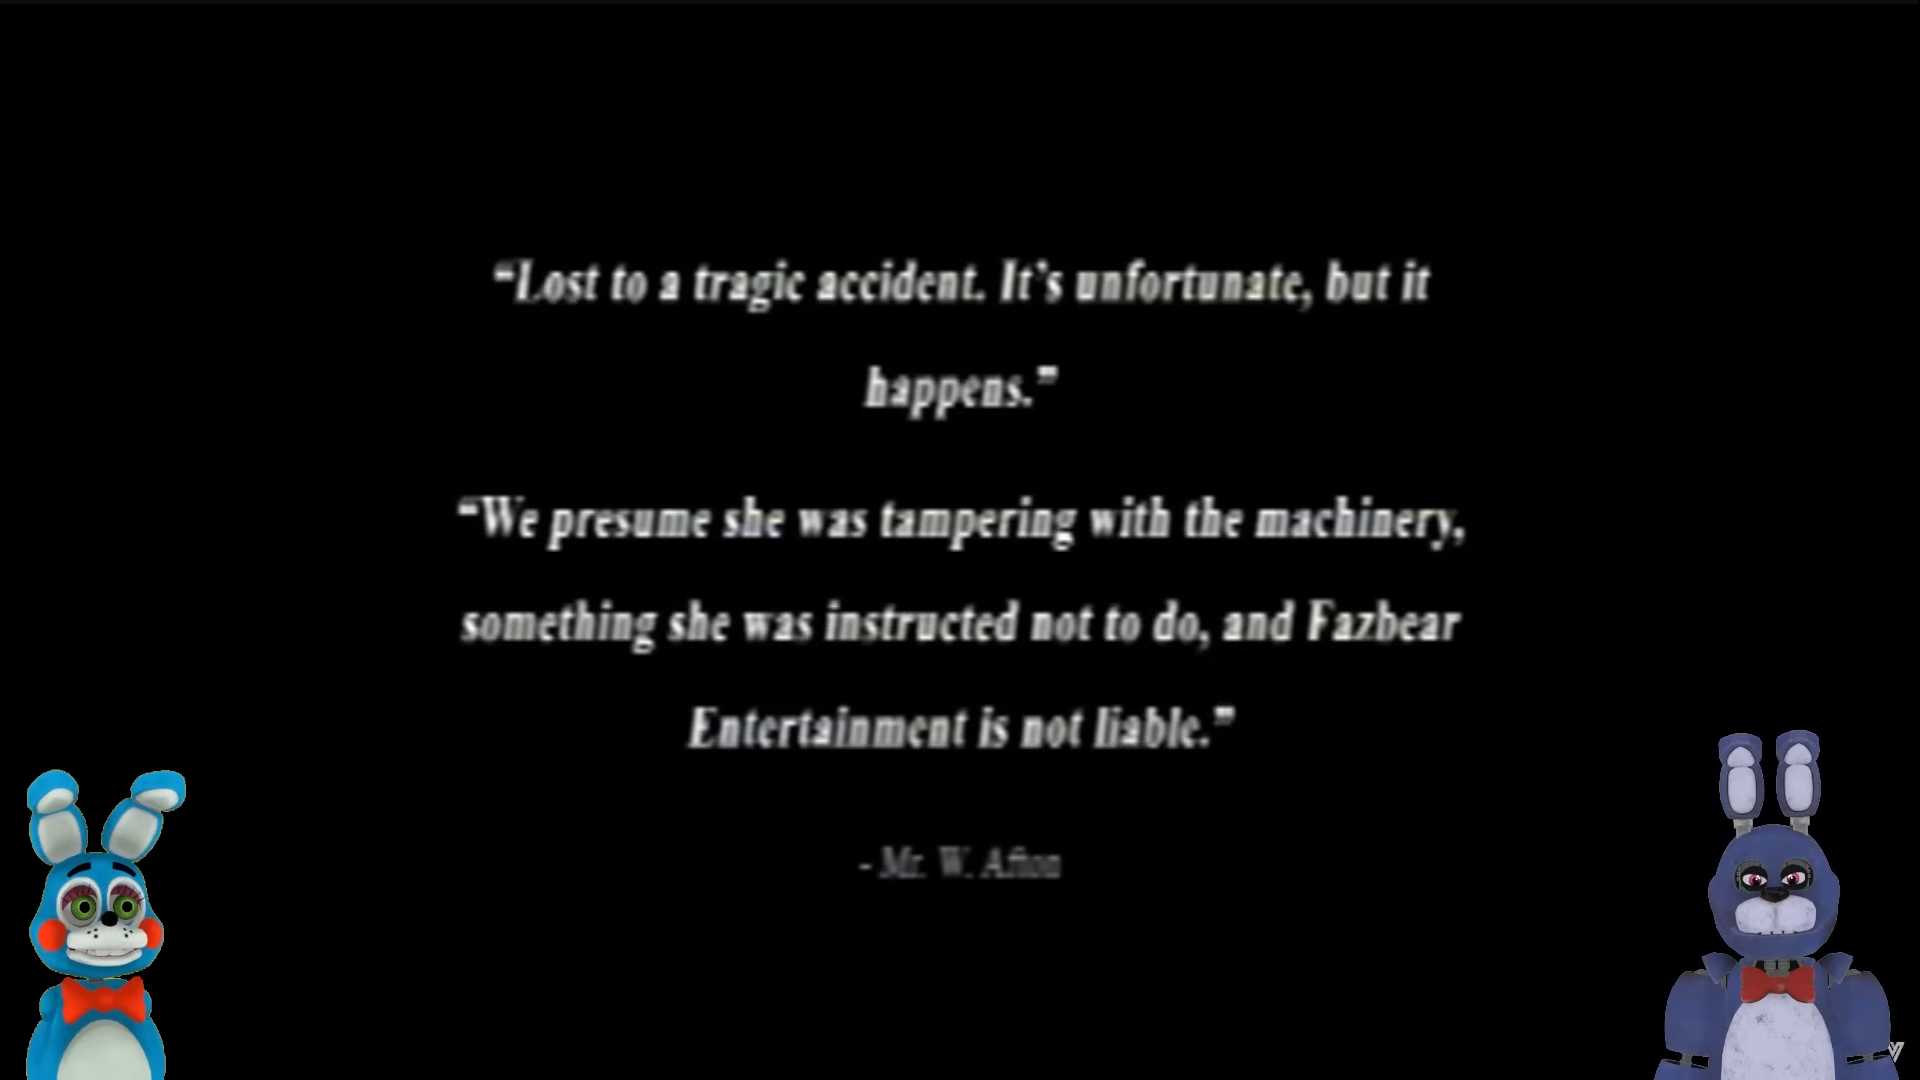 “Lost to a tragic accident. It’s unfortunate, but it
happens.”
“We presume she was tampering with the machinery,
something she was instructed not to do, and Fazbear
Entertainment is not liable.”
- Mr. W. Afton